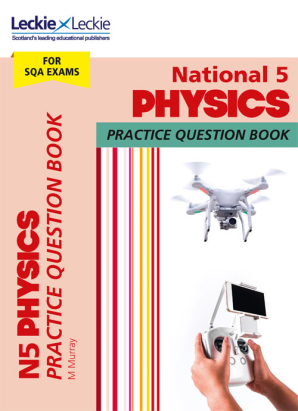 Leckie x Leckie
Scotland's leading educational publishers
FOR
SQA EXAMS
National 5
PHYSICS
PRACTICE QUESTION BOOK
N5 PHYSICS
PRACTICE QUESTION BOOK
M Murray